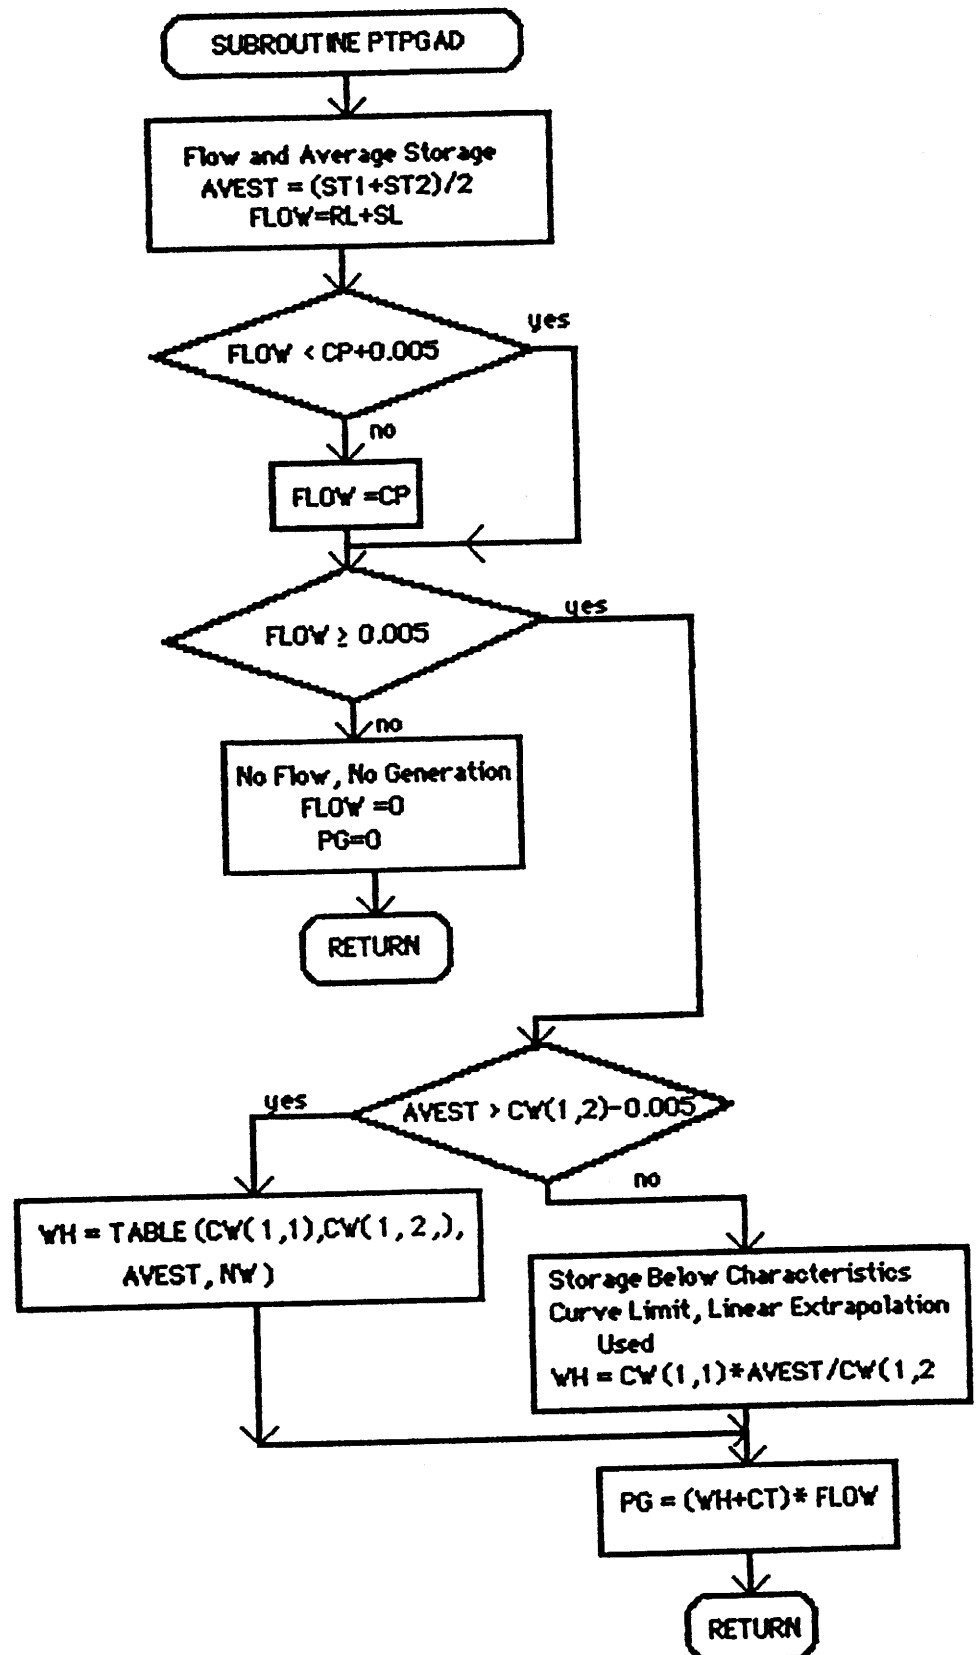 SUBROUTINE PTPGAD
Flow and Average Storage
AVEST = (ST1+ST2)/2
FLOW=RL+SL
yes
FLOW < CP+0.005
no
FLOW =CP
yes
FLOW ≥ 0.005
no
No Flow, No Generation
FLOW =0
PG=0
RETURN
yes
AVEST > CW(1,2)-0.005
no
WH = TABLE (CW(1,1),CW(1,2,),
AVEST, NW)
Storage Below Characteristics
Curve Limit, Linear Extrapolation
Used
WH = CW(1,1)*AVEST/CW(1,2
PG = (WH+CT)* FLOW
RETURN